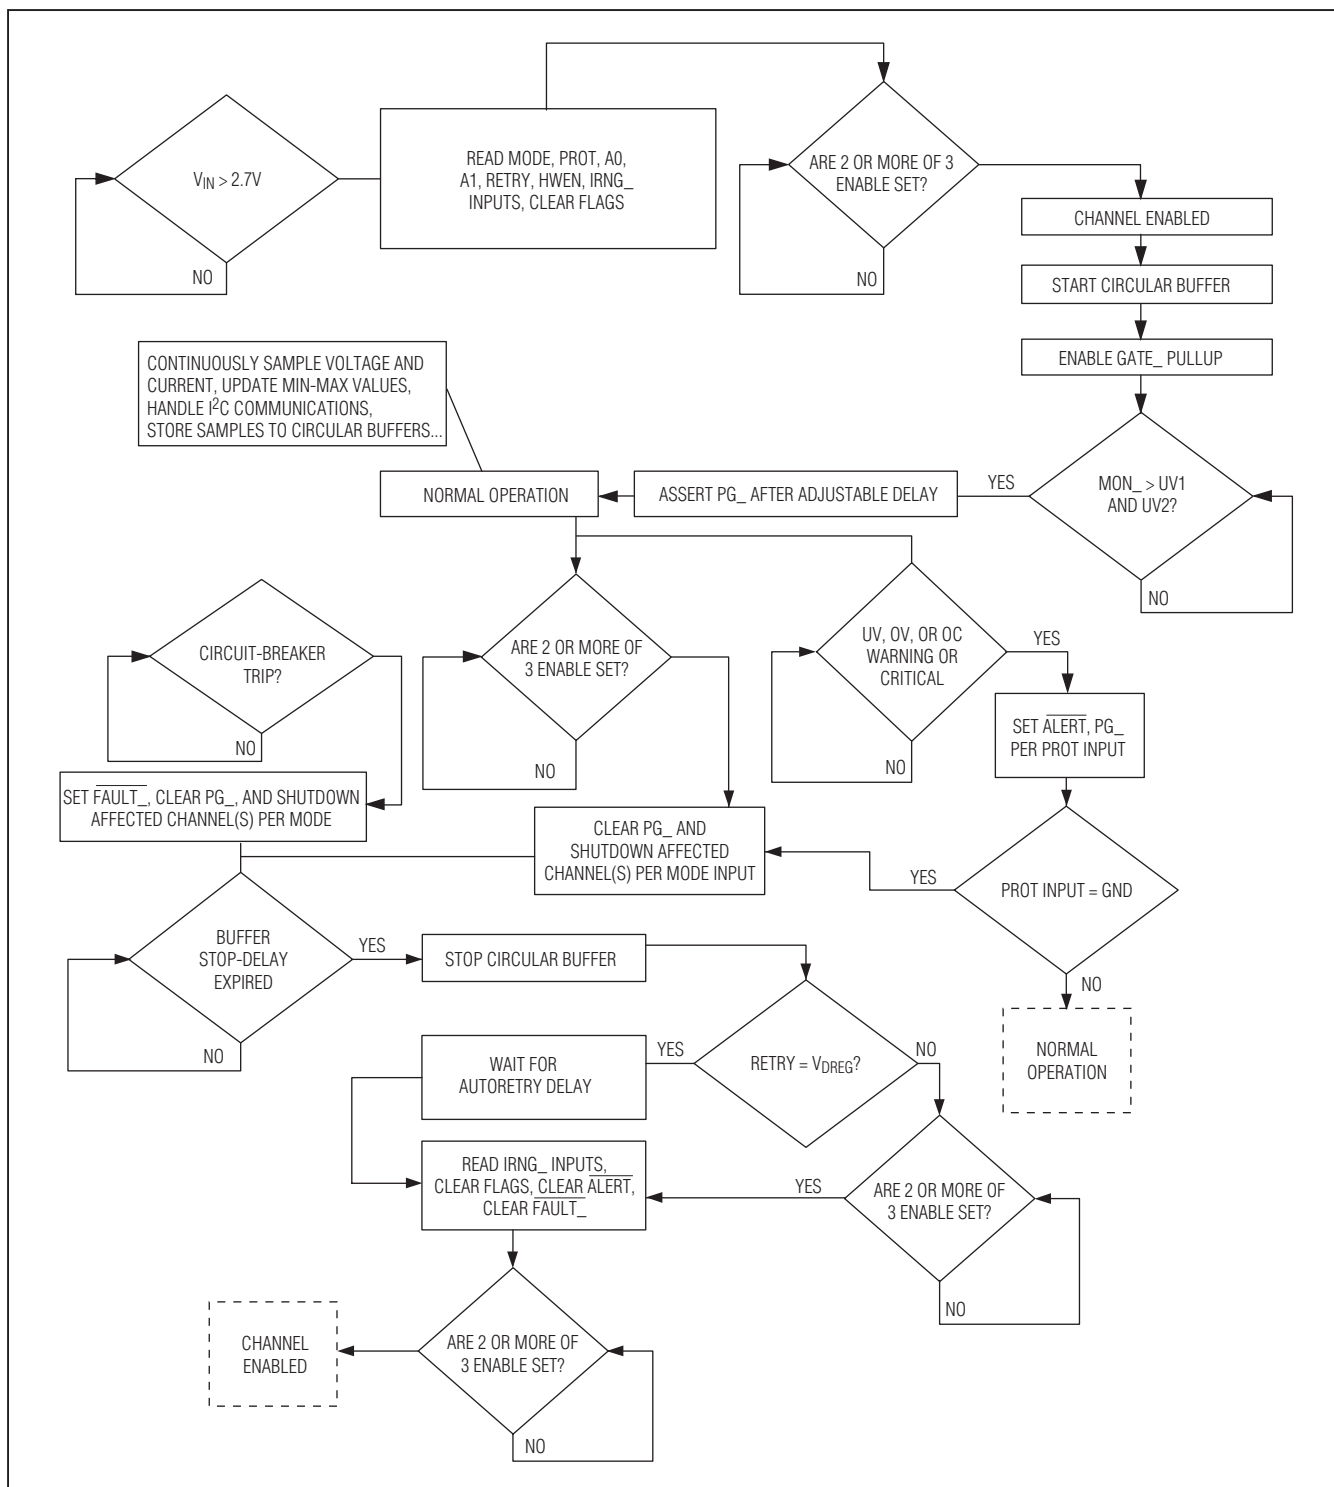 V_IN > 2.7V
NO
READ MODE, PROT, A0,
A1, RETRY, HWEN, IRNG_
INPUTS, CLEAR FLAGS
ARE 2 OR MORE OF 3
ENABLE SET?
NO
CHANNEL ENABLED
START CIRCULAR BUFFER
ENABLE GATE_ PULLUP
MON_ > UV1
AND UV2?
NO
YES
ASSERT PG_ AFTER ADJUSTABLE DELAY
NORMAL OPERATION
CONTINUOUSLY SAMPLE VOLTAGE AND
CURRENT, UPDATE MIN-MAX VALUES,
HANDLE I²C COMMUNICATIONS,
STORE SAMPLES TO CIRCULAR BUFFERS...
CIRCUIT-BREAKER
TRIP?
NO
ARE 2 OR MORE OF
3 ENABLE SET?
NO
UV, OV, OR OC
WARNING OR
CRITICAL
NO
YES
SET ALERT, PG_
PER PROT INPUT
SET FAULT_, CLEAR PG_, AND SHUTDOWN
AFFECTED CHANNEL(S) PER MODE
CLEAR PG_ AND
SHUTDOWN AFFECTED
CHANNEL(S) PER MODE INPUT
YES
PROT INPUT = GND
NO
NORMAL
OPERATION
BUFFER
STOP-DELAY
EXPIRED
NO
YES
STOP CIRCULAR BUFFER
RETRY = V_DREG?
YES
NO
WAIT FOR
AUTORETRY DELAY
READ IRNG_ INPUTS,
CLEAR FLAGS, CLEAR ALERT,
CLEAR FAULT_
YES
ARE 2 OR MORE OF
3 ENABLE SET?
NO
ARE 2 OR MORE OF
3 ENABLE SET?
NO
CHANNEL
ENABLED